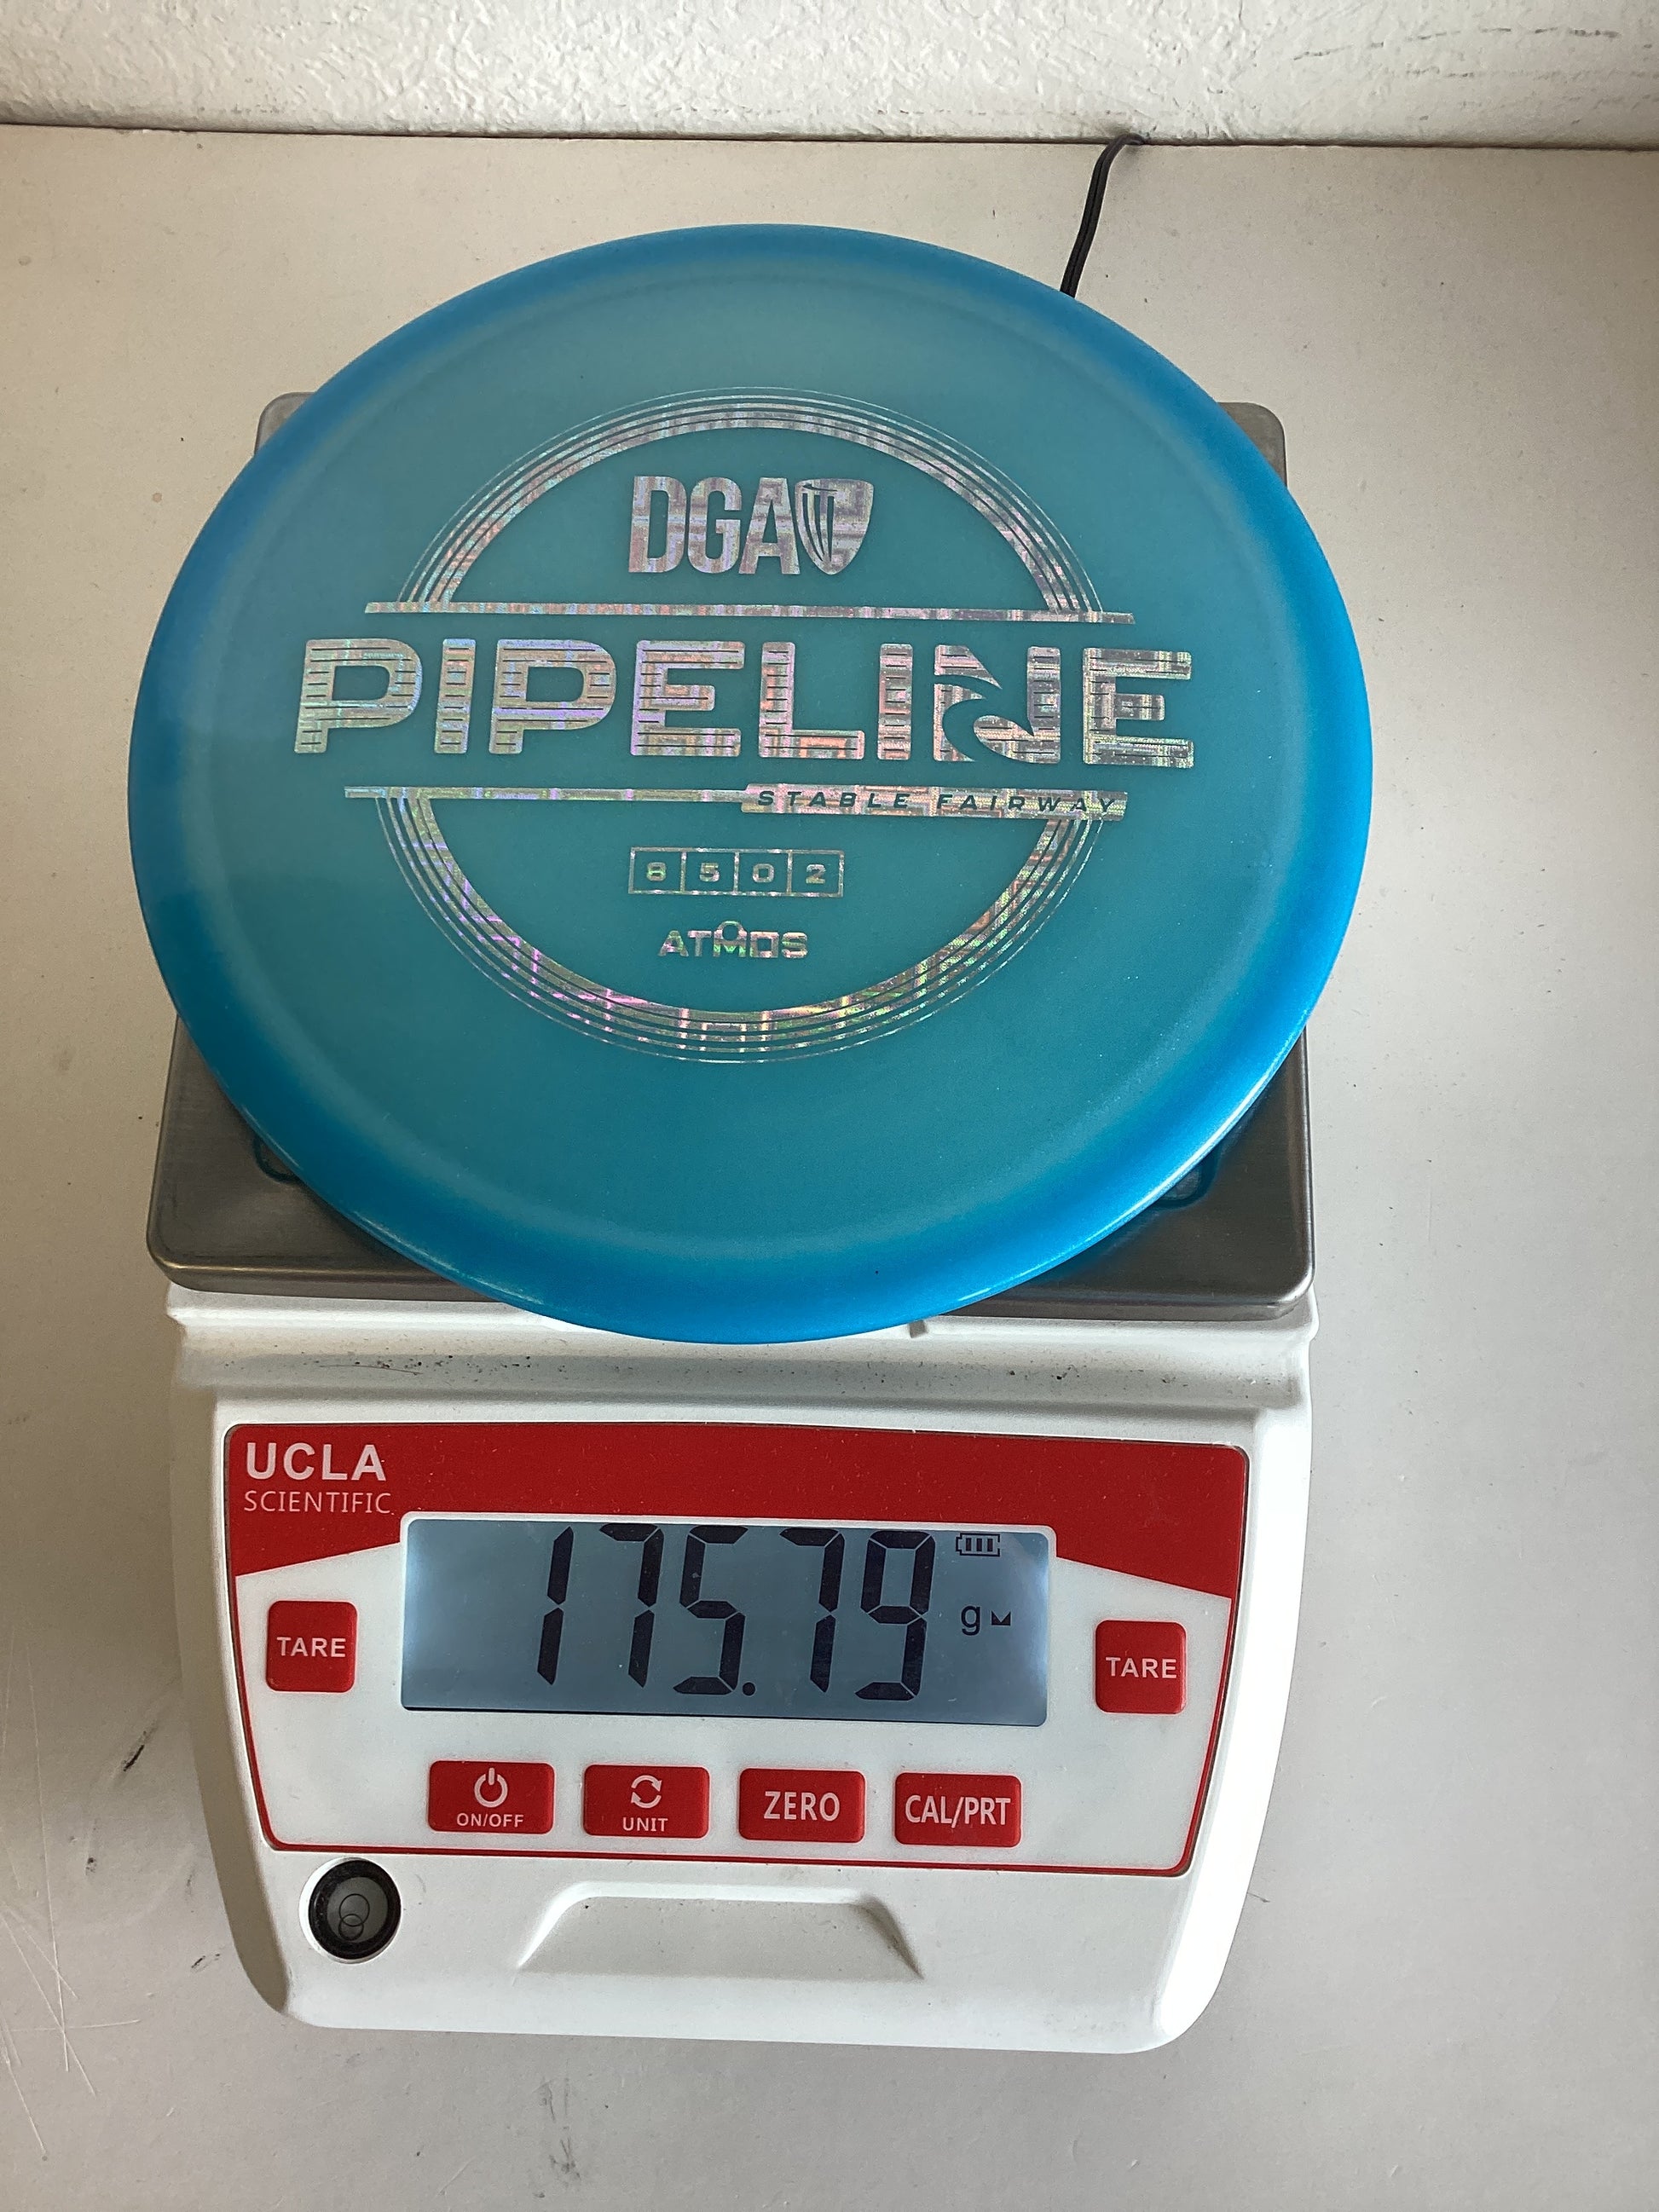 DGA
PIPELINE
STABLE FAIRWAY
8 5 0 2
ATMOS
UCLA
SCIENTIFIC
175.79 g
TARE
TARE
ON/OFF
UNIT
ZERO
CAL/PRT